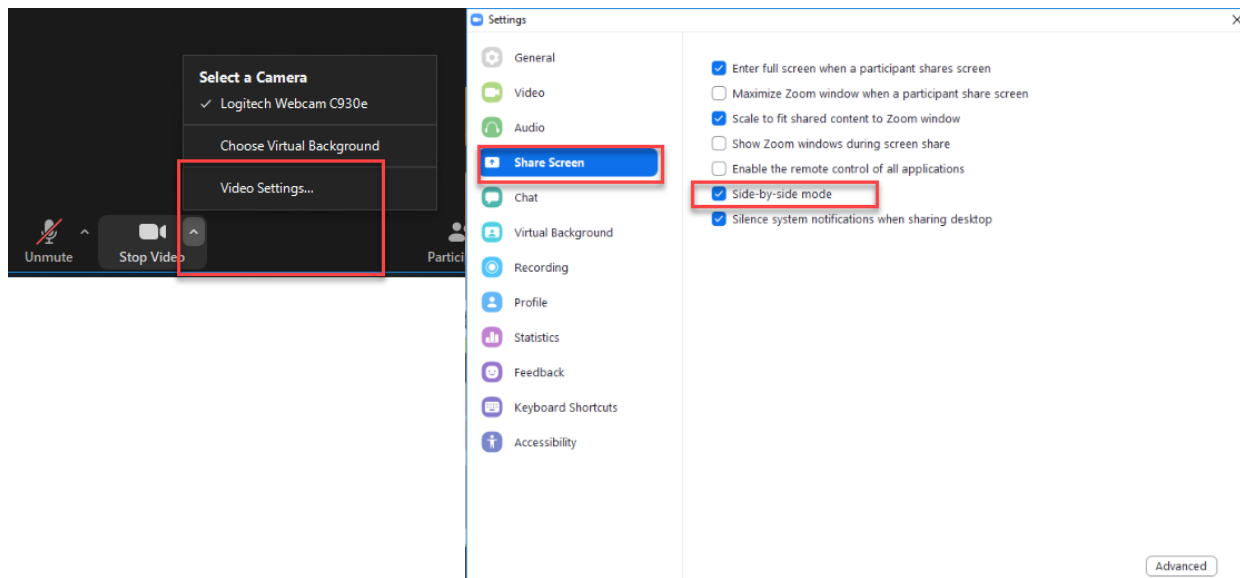 Select a Camera
Logitech Webcam C930e
Choose Virtual Background
Video Settings...
Unmute
Stop Video
Settings
General
Video
Audio
Share Screen
Chat
Virtual Background
Recording
Profile
Statistics
Feedback
Keyboard Shortcuts
Accessibility
Enter full screen when a participant shares screen
Maximize Zoom window when a participant share screen
Scale to fit shared content to Zoom window
Show Zoom windows during screen share
Enable the remote control of all applications
Side-by-side mode
Silence system notifications when sharing desktop
Advanced